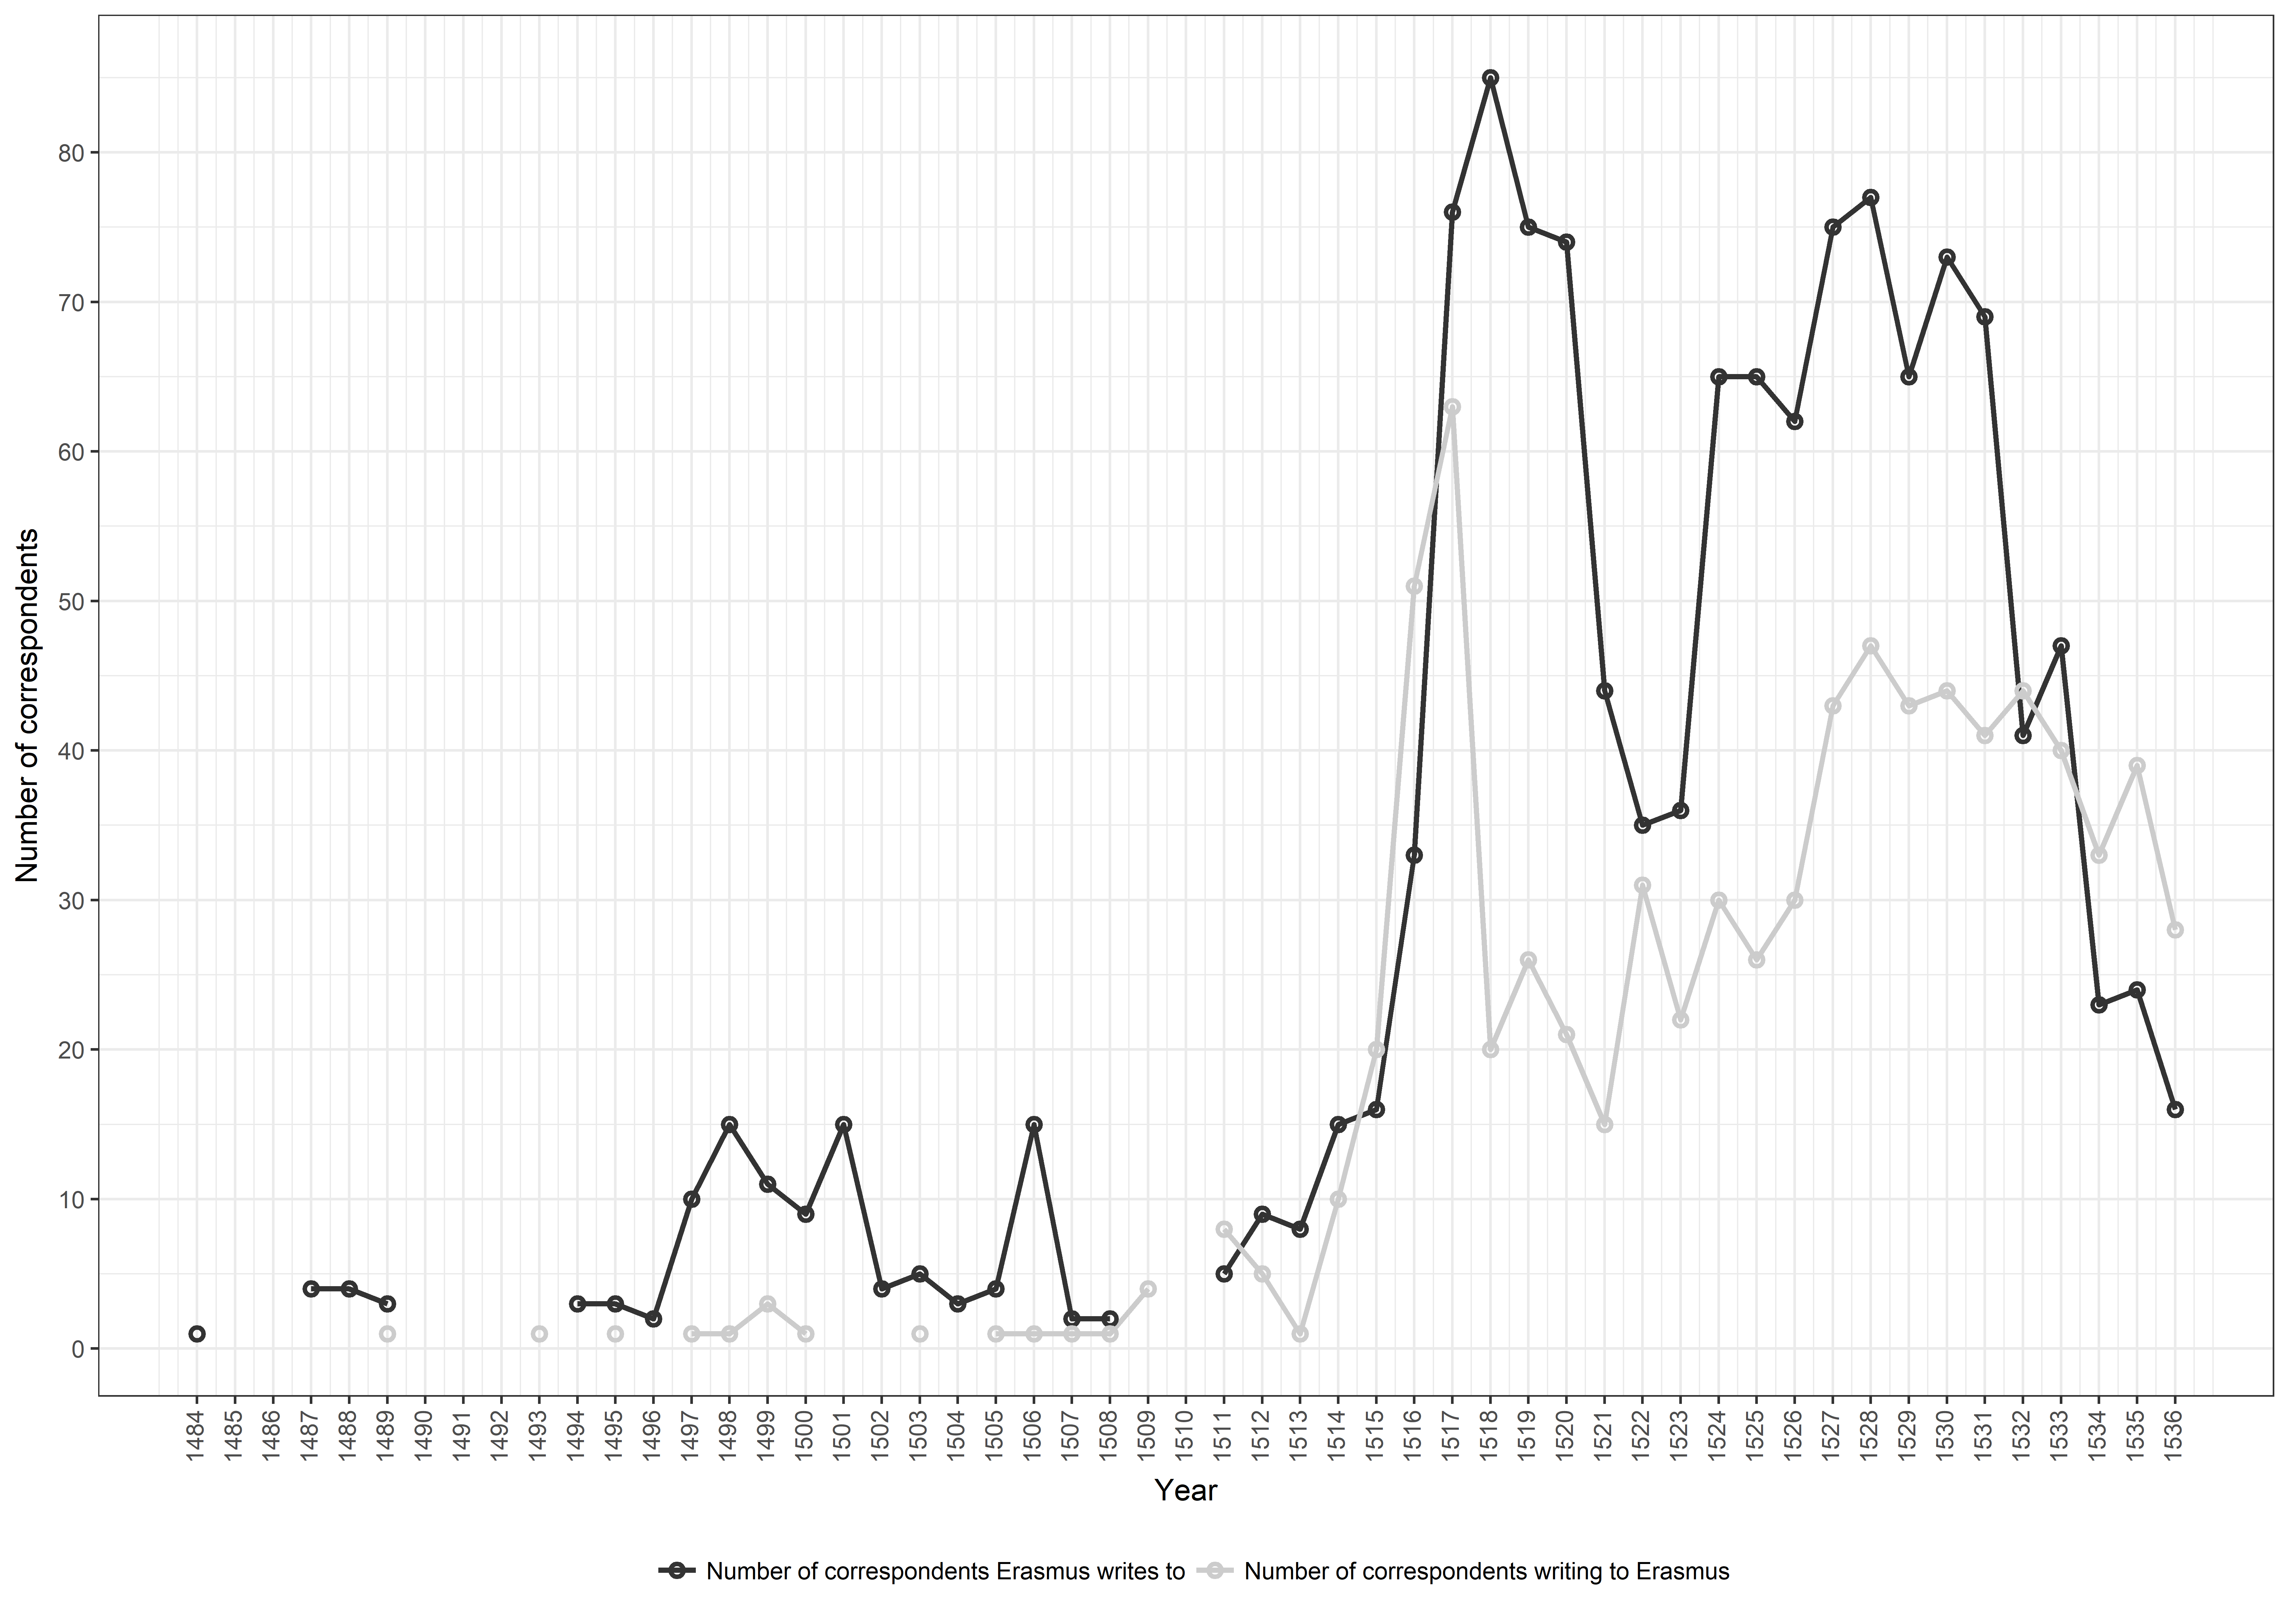 Number of correspondents
80
70
60
50
40
30
20
10
0
1484 1485 1486 1487 1488 1489 1490 1491 1492 1493 1494 1495 1496 1497 1498 1499 1500 1501 1502 1503 1504 1505 1506 1507 1508 1509 1510 1511 1512 1513 1514 1515 1516 1517 1518 1519 1520 1521 1522 1523 1524 1525 1526 1527 1528 1529 1530 1531 1532 1533 1534 1535 1536
Year
Number of correspondents Erasmus writes to Number of correspondents writing to Erasmus